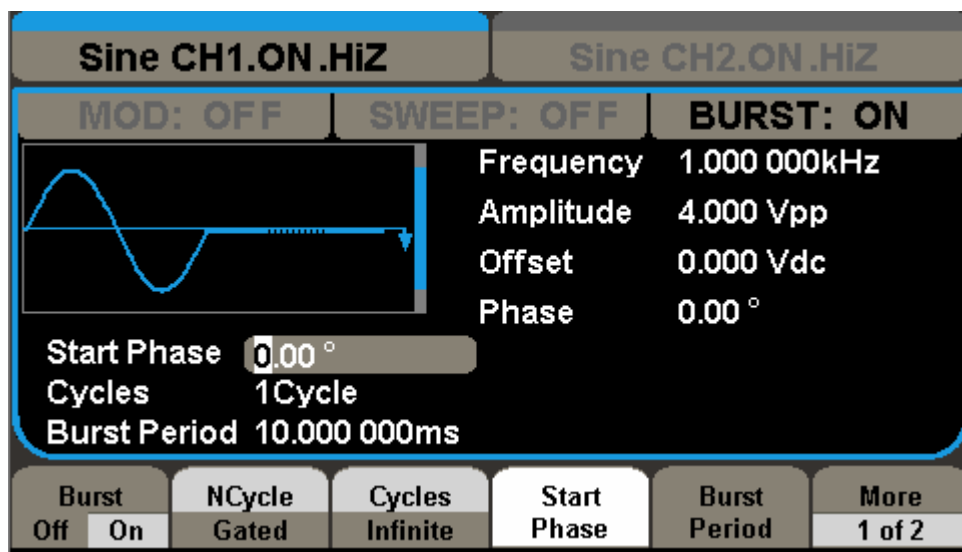 Sine CH1.ON.HiZ
Sine CH2.ON.HiZ
MOD: OFF
SWEEP: OFF
BURST: ON
Frequency 1.000 000kHz
Amplitude 4.000 Vpp
Offset 0.000 Vdc
Phase 0.00 °
Start Phase 0.00 °
Cycles 1Cycle
Burst Period 10.000 000ms
Burst
Off On
NCycle
Gated
Cycles
Infinite
Start
Phase
Burst
Period
More
1 of 2